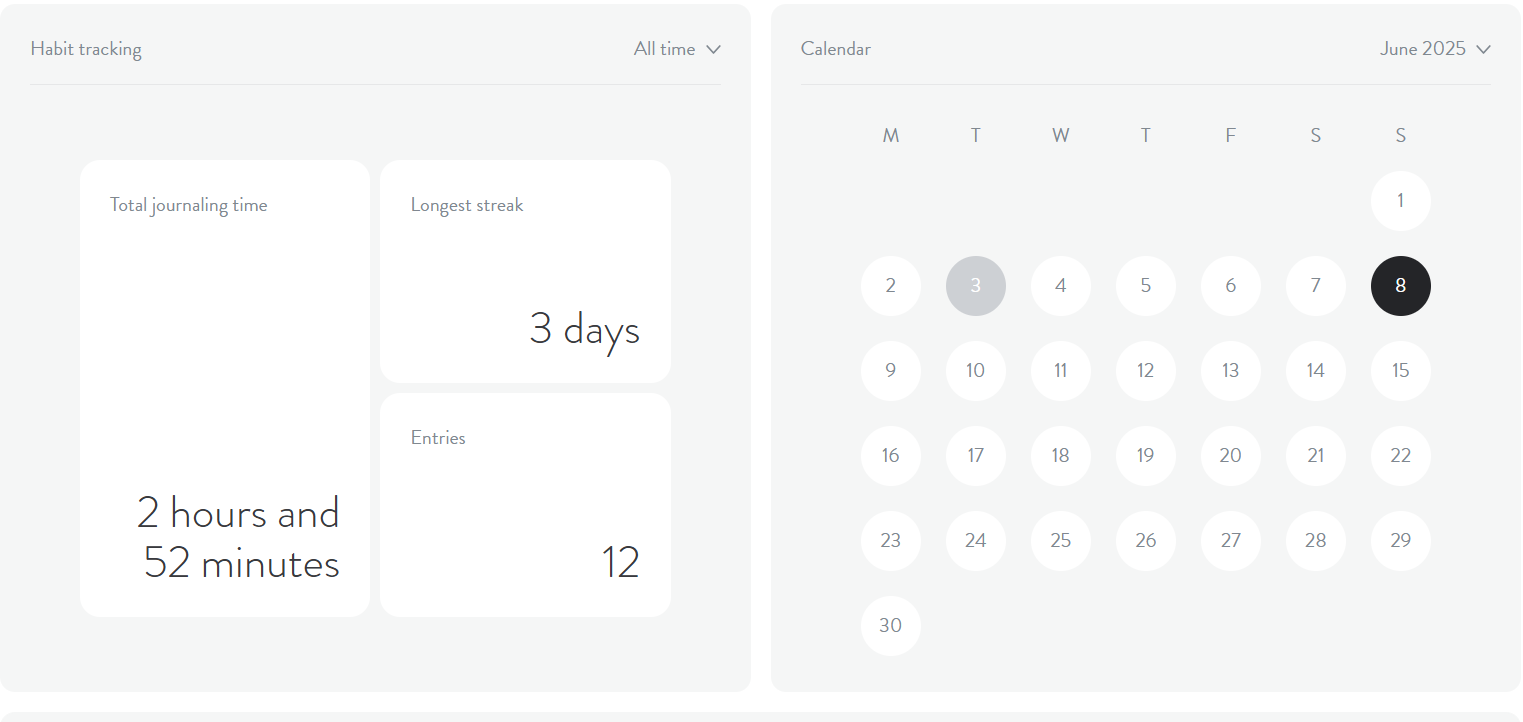 Habit tracking
All time
Total journaling time
2 hours and
52 minutes
Longest streak
3 days
Entries
12
Calendar
June 2025
M T W T F S S
1
2 3 4 5 6 7 8
9 10 11 12 13 14 15
16 17 18 19 20 21 22
23 24 25 26 27 28 29
30